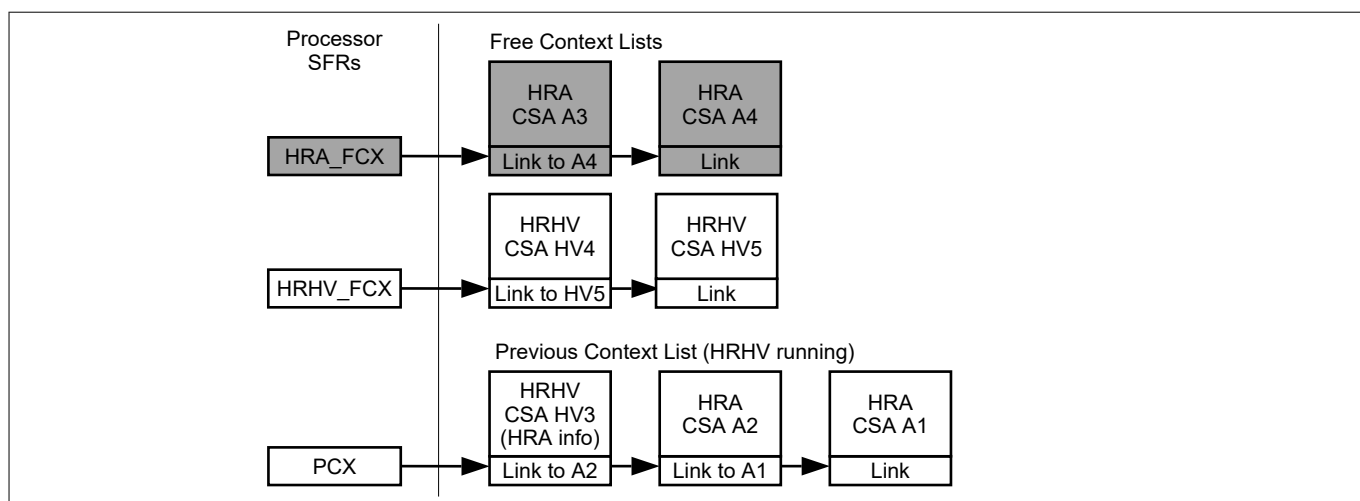 Processor
SFRs
Free Context Lists
HRA
CSA A3
HRA
CSA A4
HRA_FCX
Link to A4
Link
HRHV
CSA HV4
HRHV
CSA HV5
HRHV_FCX
Link to HV5
Link
Previous Context List (HRHV running)
HRHV
CSA HV3
(HRA info)
HRA
CSA A2
HRA
CSA A1
PCX
Link to A2
Link to A1
Link